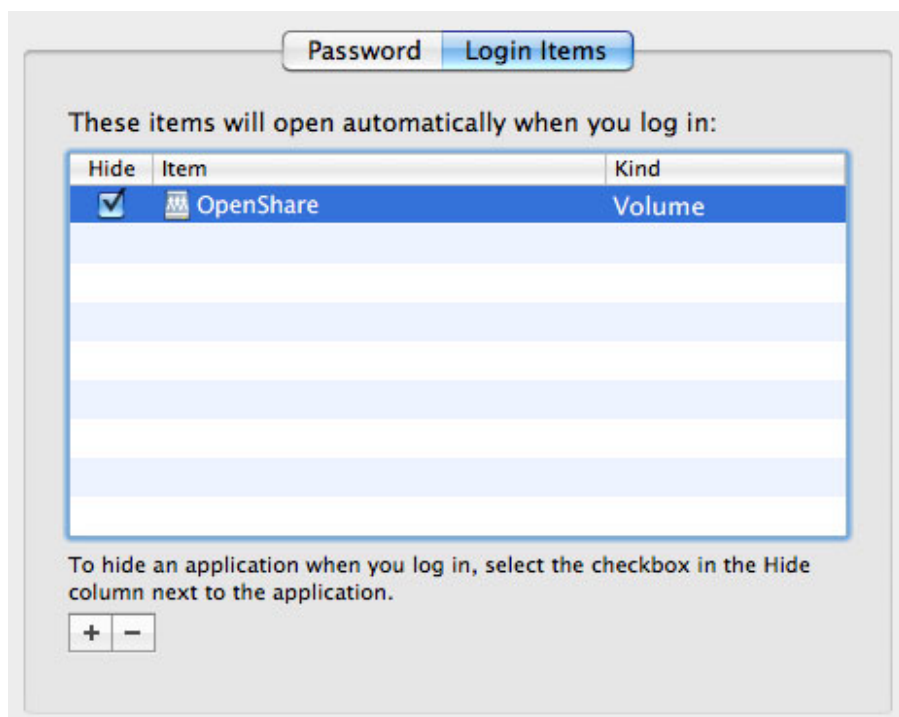 Password Login Items
These items will open automatically when you log in:
Hide Item Kind
OpenShare Volume
To hide an application when you log in, select the checkbox in the Hide
column next to the application.
+ −